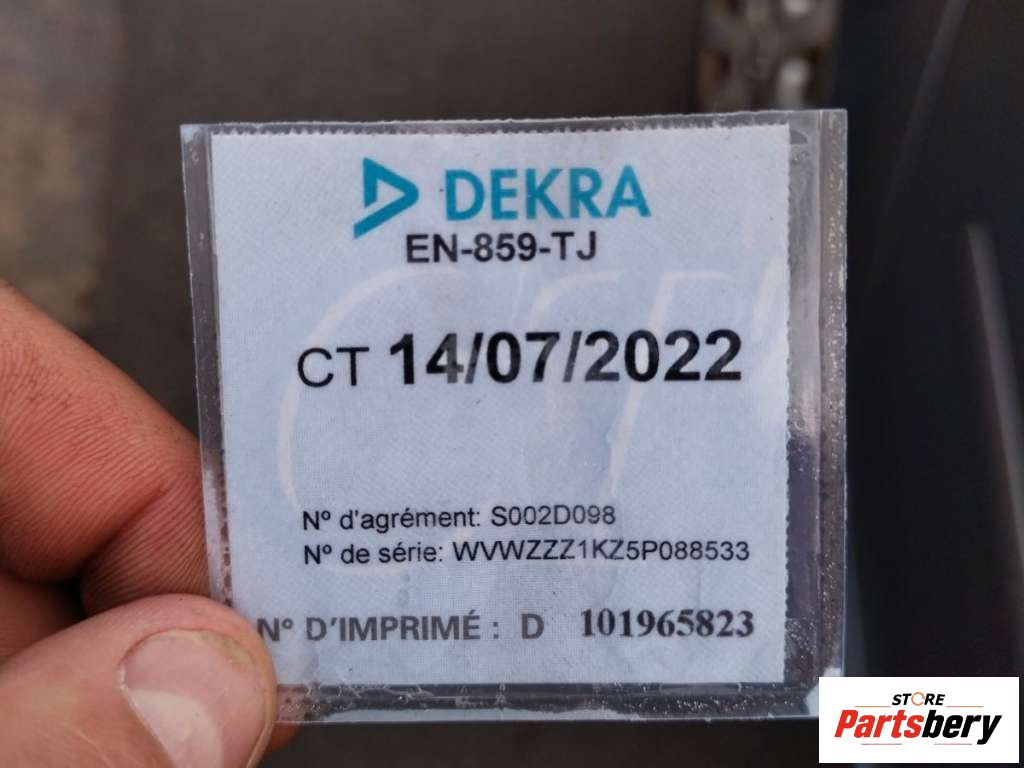 DEKRA
EN-859-TJ
CT 14/07/2022
N° d'agrément: S002D098
N° de série: WVWZZZ1KZ5P088533
N° D'IMPRIMÉ : D 101965823
STORE
Partsbery